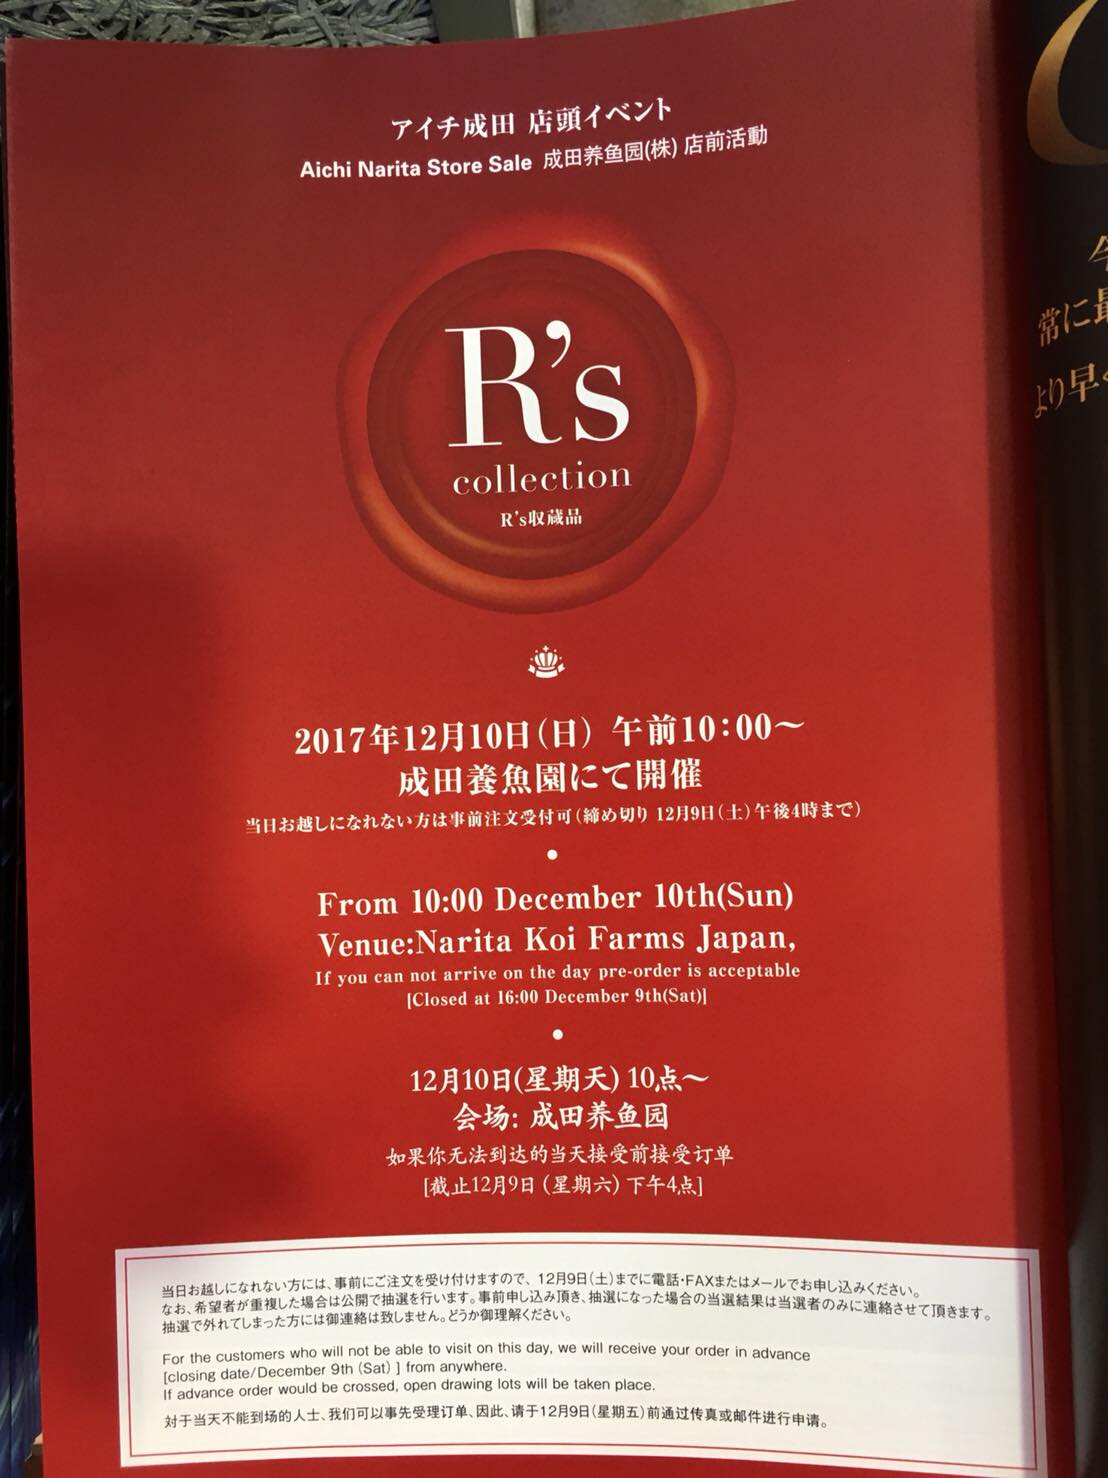 アイチ成田 店頭イベント
Aichi Narita Store Sale 成田养鱼园(株) 店前活動
R's
collection
R's収蔵品
2017年12月10日(日) 午前10:00〜
成田養魚園にて開催
当日お越しになれない方は事前注文受付可(締め切り 12月9日(土)午後4時まで)
From 10:00 December 10th(Sun)
Venue:Narita Koi Farms Japan,
If you can not arrive on the day pre-order is acceptable
[Closed at 16:00 December 9th(Sat)]
12月10日(星期天) 10点〜
会场: 成田养鱼园
如果你无法到达的当天接受前接受订单
[截止12月9日 (星期六) 下午4点]
当日お越しになれない方には、事前にご注文を受け付けますので、12月9日(土)までに電話・FAXまたはメールでお申し込みください。
なお、希望者が重複した場合は公開で抽選を行います。事前申し込み頂き、抽選になった場合の当選結果は当選者のみに連絡させて頂きます。
抽選で外れてしまった方には御連絡は致しません。どうか御理解ください。
For the customers who will not be able to visit on this day, we will receive your order in advance
[closing date/December 9th (Sat) ] from anywhere.
If advance order would be crossed, open drawing lots will be taken place.
対于当天不能到场的人士、我们可以事先受理订单、因此、请于12月9日(星期五)前通过传真或邮件进行申请。
常に
より早